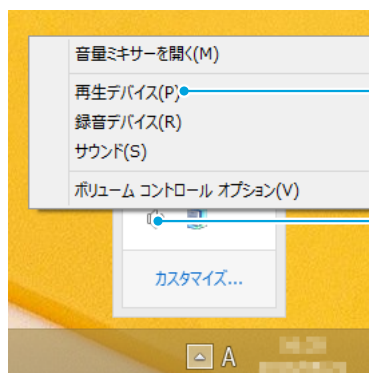 音量ミキサーを開く(M)
再生デバイス(P)
録音デバイス(R)
サウンド(S)
ボリューム コントロール オプション(V)
カスタマイズ...
A